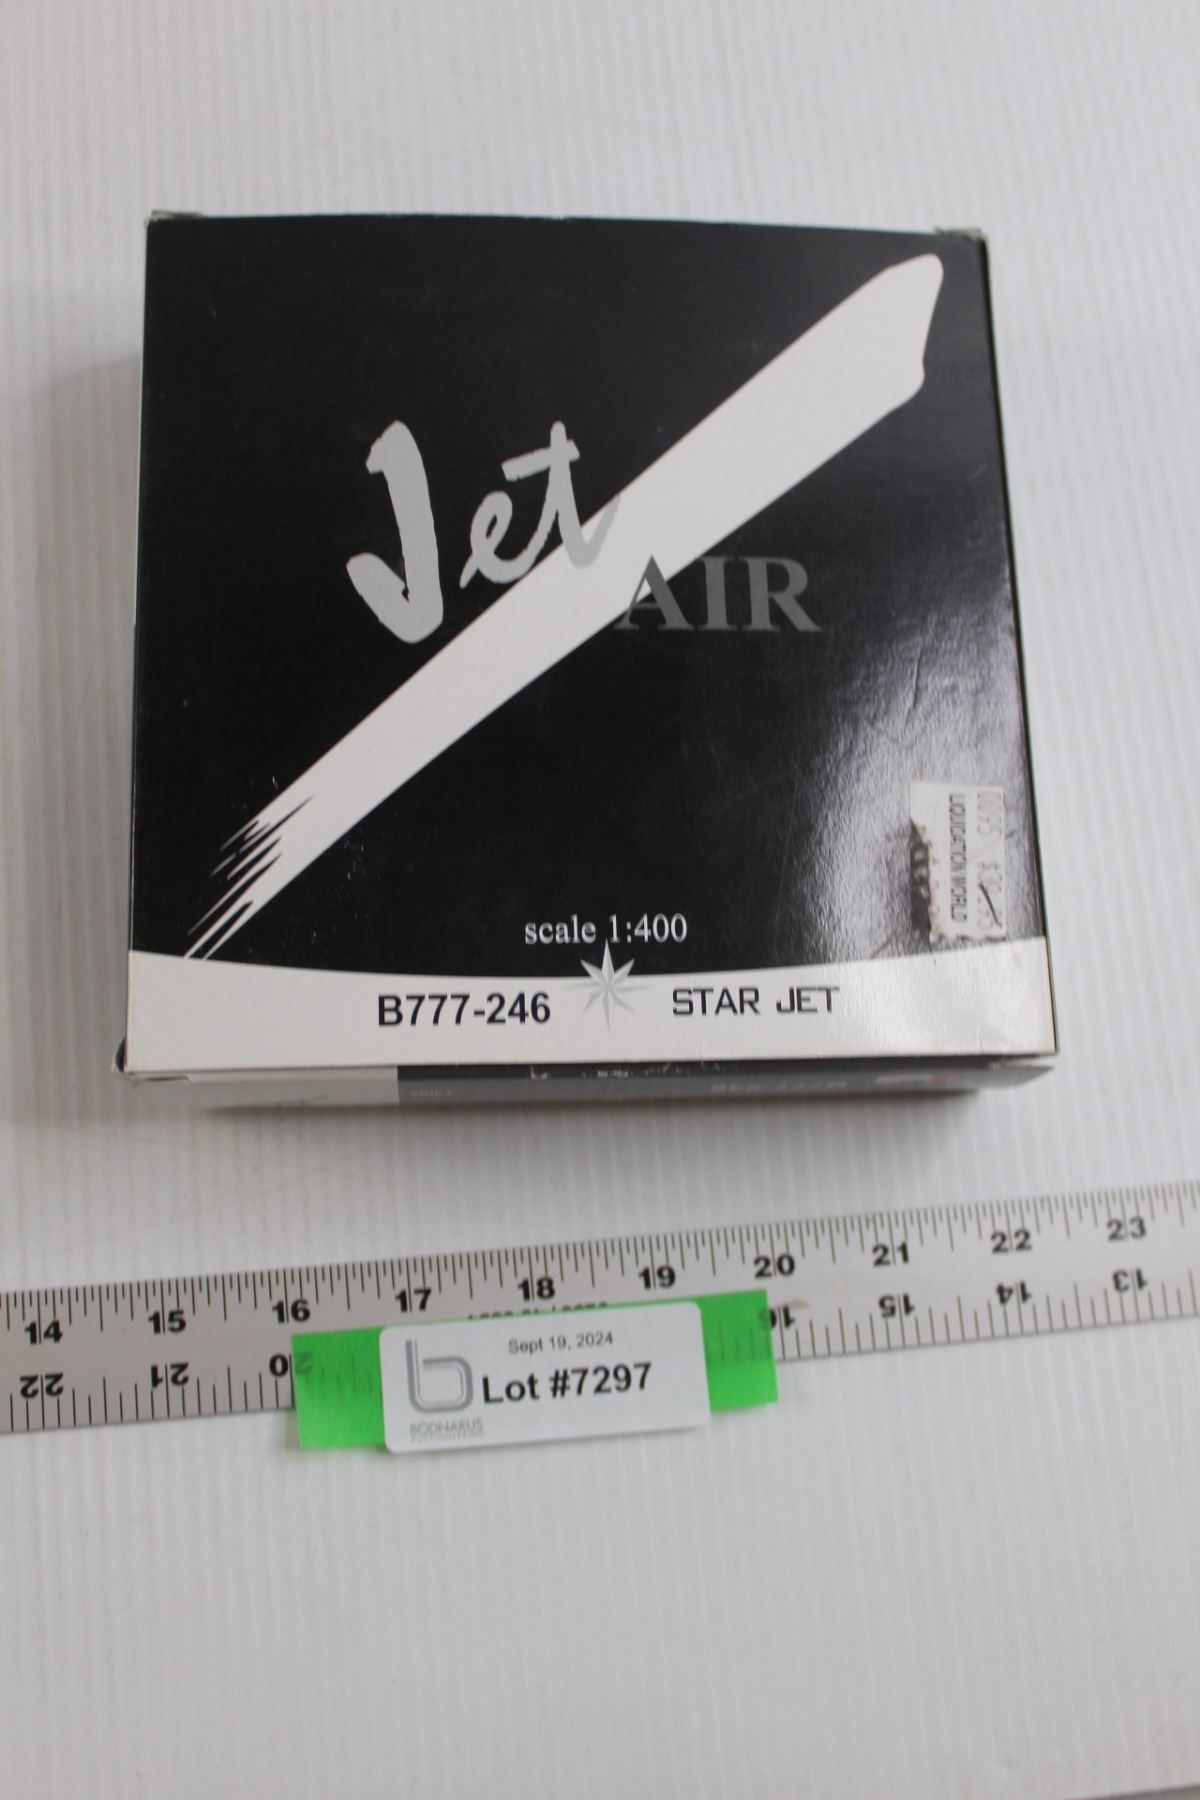 Jet
AIR
LIQUIDATION WORLD
scale 1:400
B777-246 STAR JET
14 15 16 17 18 19 20 21 22 23
22 21 20 16 15 14 13
Sept 19, 2024
Lot #7297
BODNARUS
AUCTIONEERING